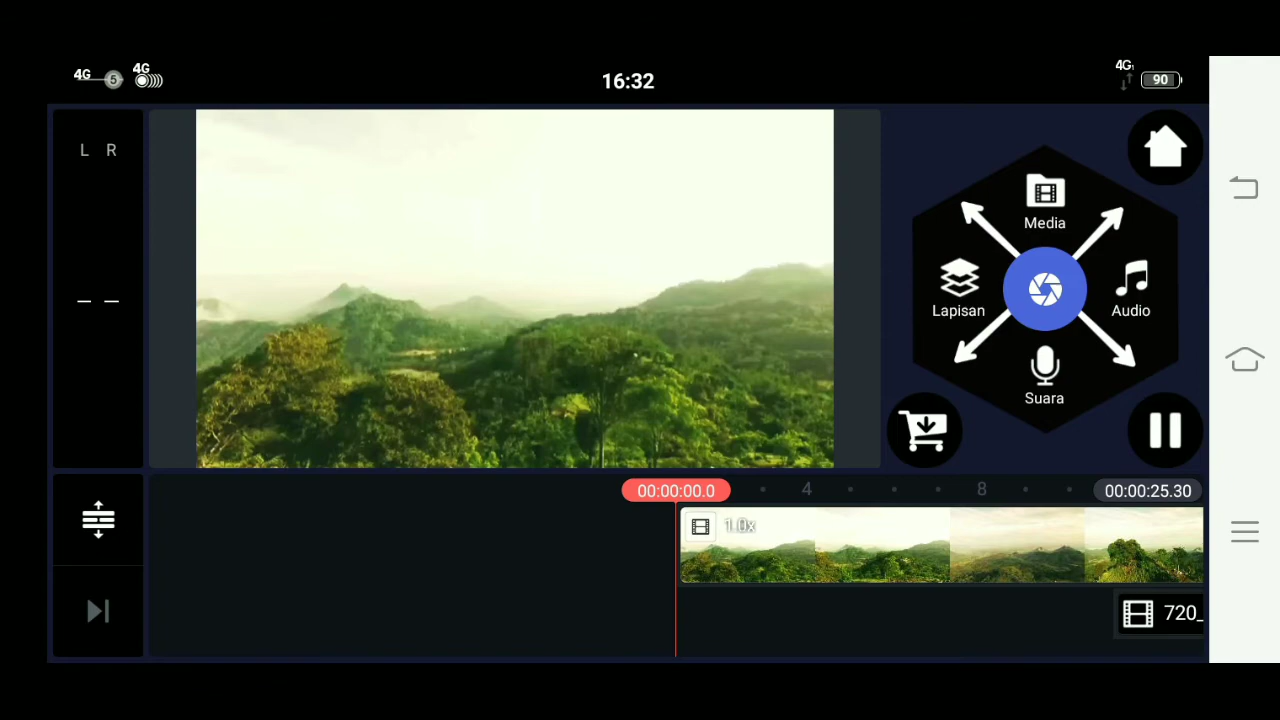 4G 5 4G
16:32
4G
90
L R
Media
Lapisan
Audio
Suara
00:00:00.0 4 8 00:00:25.30
1.0x
720_